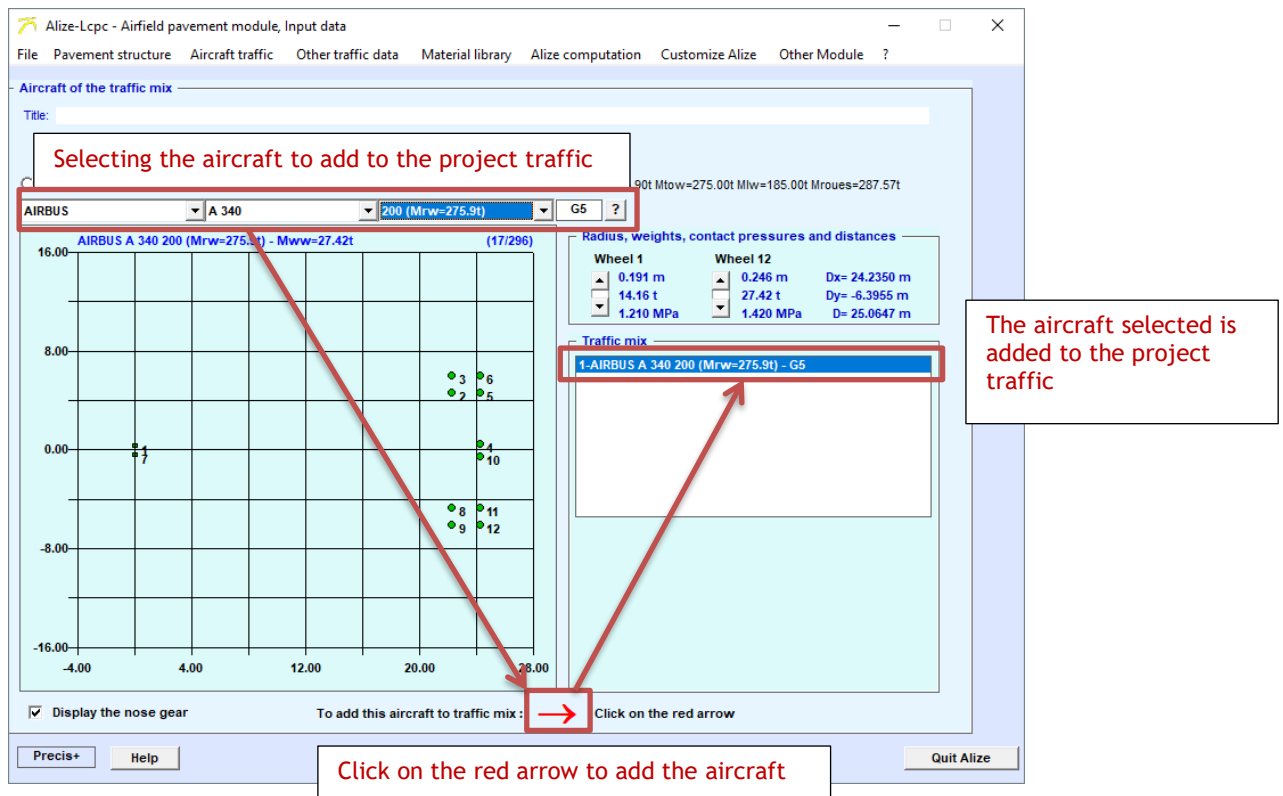 Alize-Lcpc - Airfield pavement module, Input data
File Pavement structure Aircraft traffic Other traffic data Material library Alize computation Customize Alize Other Module ?
Aircraft of the traffic mix
Title:
Selecting the aircraft to add to the project traffic
90t Mtow=275.00t Mlw=185.00t Mroues=287.57t
AIRBUS A 340 200 (Mrw=275.9t) G5 ?
AIRBUS A 340 200 (Mrw=275.9t) - Mww=27.42t (17/296)
16.00
8.00
0.00
-8.00
-16.00
-4.00 4.00 12.00 20.00 28.00
3 6
2 5
1 4
7 10
8 11
9 12
Radius, weights, contact pressures and distances
Wheel 1 Wheel 12
0.191 m 0.246 m Dx= 24.2350 m
14.16 t 27.42 t Dy= -6.3955 m
1.210 MPa 1.420 MPa D= 25.0647 m
Traffic mix
1-AIRBUS A 340 200 (Mrw=275.9t) - G5
The aircraft selected is
added to the project
traffic
Display the nose gear To add this aircraft to traffic mix : Click on the red arrow
Precis+ Help Quit Alize
Click on the red arrow to add the aircraft